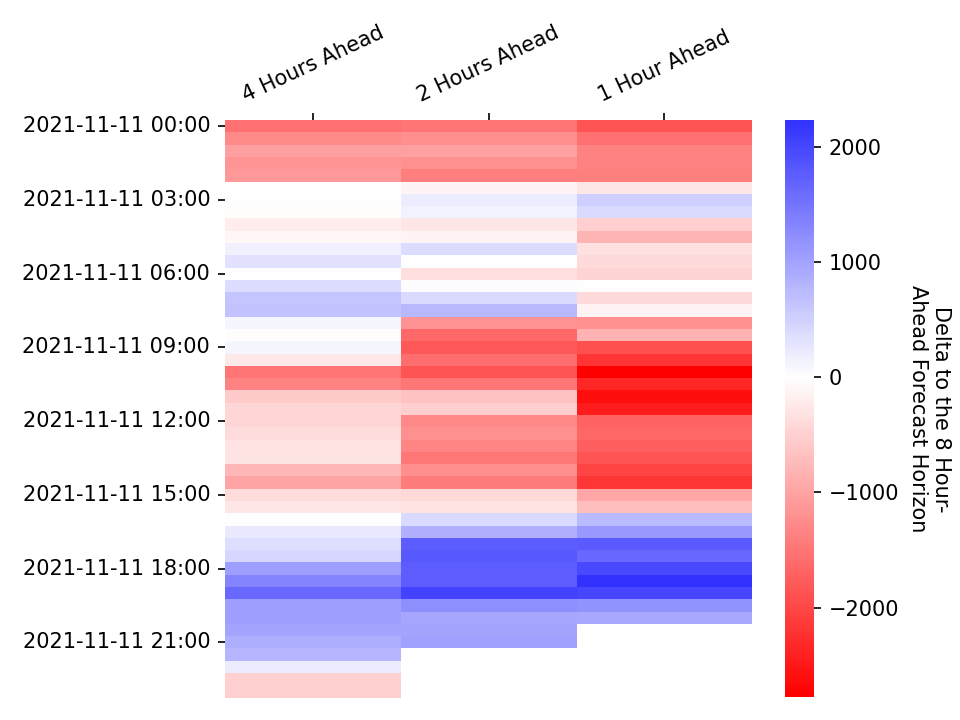 4 Hours Ahead
2 Hours Ahead
1 Hour Ahead
2021-11-11 00:00
2021-11-11 03:00
2021-11-11 06:00
2021-11-11 09:00
2021-11-11 12:00
2021-11-11 15:00
2021-11-11 18:00
2021-11-11 21:00
2000
1000
0
−1000
−2000
Delta to the 8 Hour-
Ahead Forecast Horizon